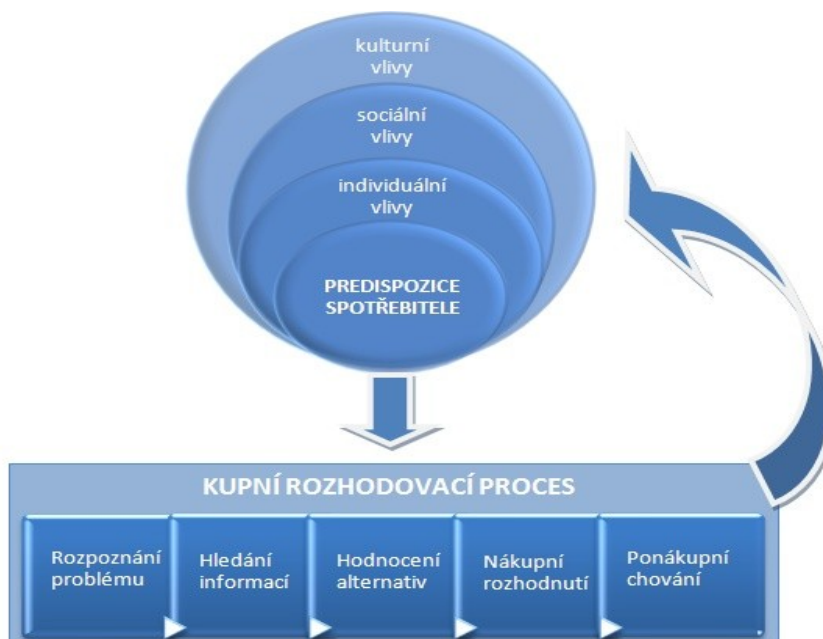 kulturní
vlivy
sociální
vlivy
individuální
vlivy
PREDISPOZICE
SPOTŘEBITELE
KUPNÍ ROZHODOVACÍ PROCES
Rozpoznání
problému
Hledání
informací
Hodnocení
alternativ
Nákupní
rozhodnutí
Ponákupní
chování